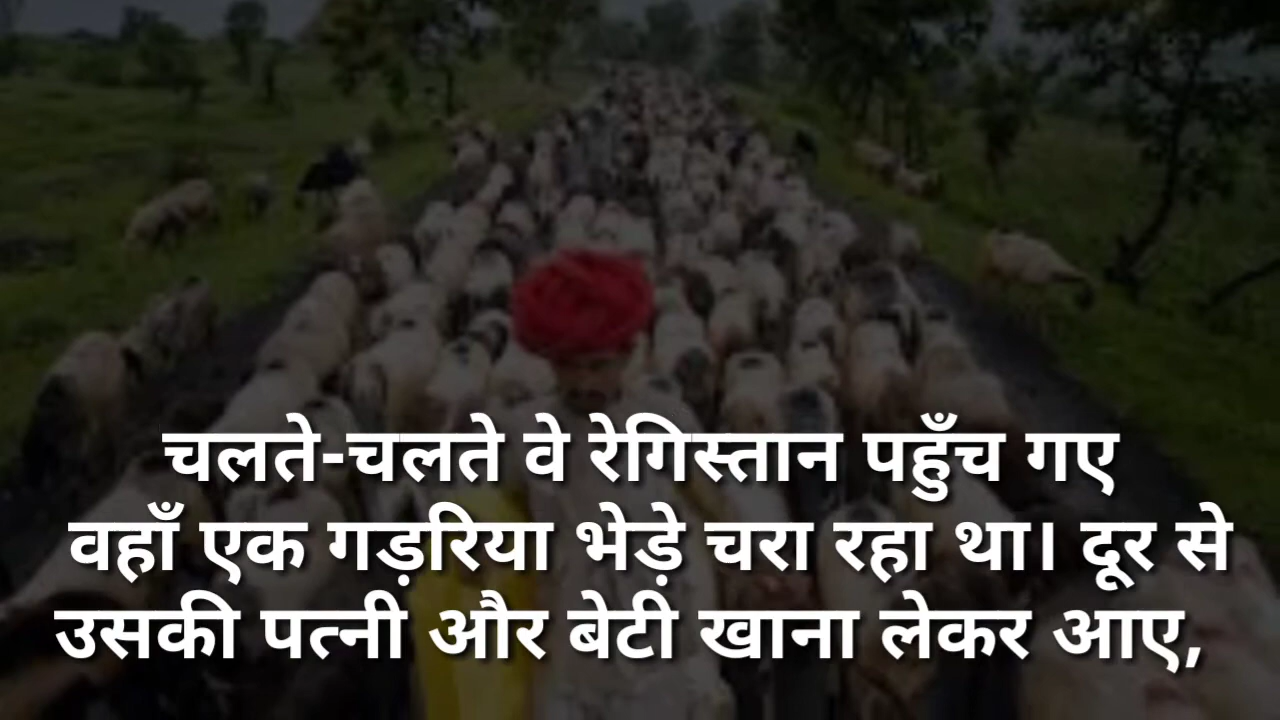 चलते-चलते वे रेगिस्तान पहुँच गए
वहाँ एक गड़रिया भेड़े चरा रहा था। दूर से
उसकी पत्नी और बेटी खाना लेकर आए,